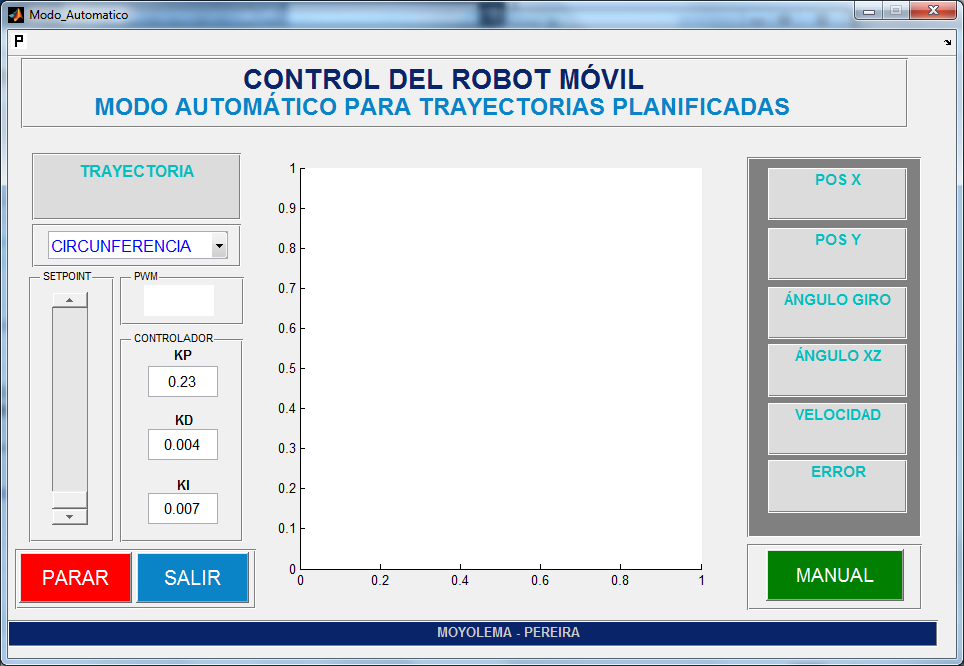 Modo_Automatico
P
CONTROL DEL ROBOT MÓVIL
MODO AUTOMÁTICO PARA TRAYECTORIAS PLANIFICADAS
TRAYECTORIA
CIRCUNFERENCIA
SETPOINT
PWM
CONTROLADOR
KP
0.23
KD
0.004
KI
0.007
PARAR
SALIR
1
0.9
0.8
0.7
0.6
0.5
0.4
0.3
0.2
0.1
0
0 0.2 0.4 0.6 0.8 1
POS X
POS Y
ÁNGULO GIRO
ÁNGULO XZ
VELOCIDAD
ERROR
MANUAL
MOYOLEMA - PEREIRA